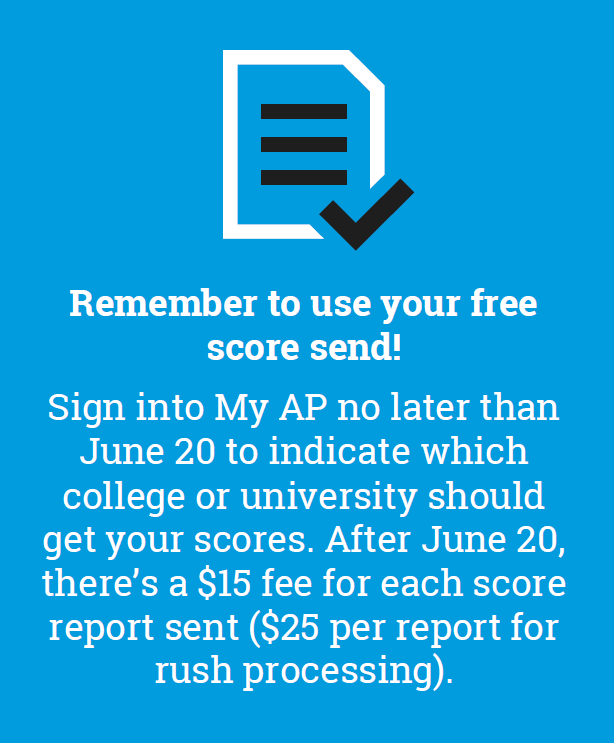 Remember to use your free
score send!
Sign into My AP no later than
June 20 to indicate which
college or university should
get your scores. After June 20,
there’s a $15 fee for each score
report sent ($25 per report for
rush processing).